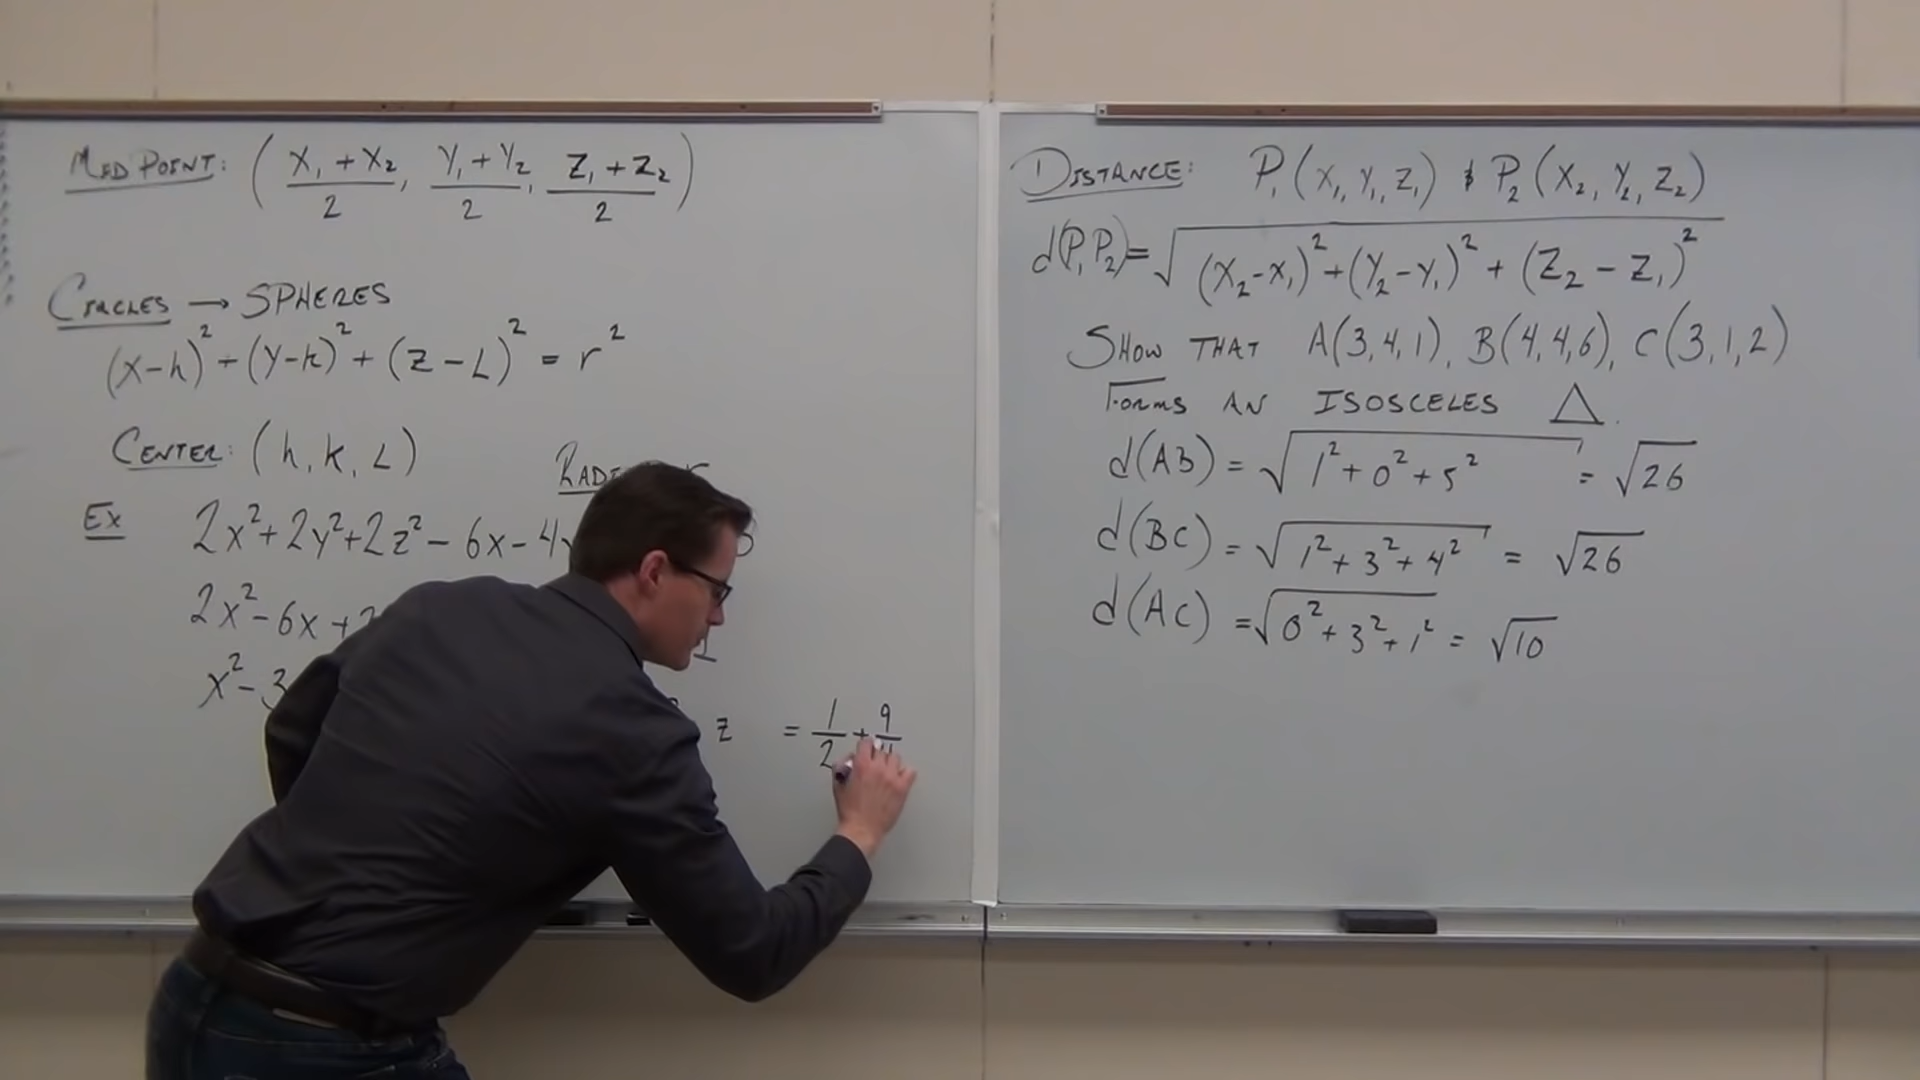 MIDPOINT: ( X₁ + X₂ / 2 , Y₁ + Y₂ / 2 , Z₁ + Z₂ / 2 )
CIRCLES → SPHERES
(X-h)² + (Y-k)² + (Z-L)² = r²
CENTER: (h, k, L)
Ex 2x² + 2y² + 2z² - 6x - 4y
2x² - 6x +
x² - 3
z = 1/2 + 9/4
DISTANCE: P₁(X₁, Y₁, Z₁) & P₂(X₂, Y₂, Z₂)
d(P₁P₂) = √(X₂-X₁)² + (Y₂-Y₁)² + (Z₂-Z₁)²
SHOW THAT A(3,4,1), B(4,4,6), C(3,1,2)
FORMS AN ISOSCELES △.
d(AB) = √1² + 0² + 5² = √26
d(BC) = √1² + 3² + 4² = √26
d(AC) = √0² + 3² + 1² = √10